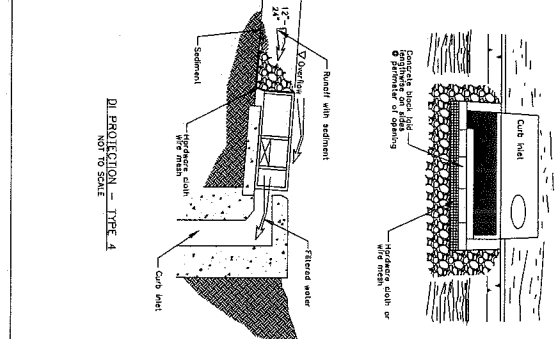 Curb Inlet
Concrete block laid
lengthwise on sides
@ perimeter of opening
Hardware cloth or
wire mesh
Runoff with sediment
Overflow
12"-
24"
Sediment
Filtered water
Hardware cloth
wire mesh
Curb Inlet
DI PROTECTION - TYPE 4
NOT TO SCALE